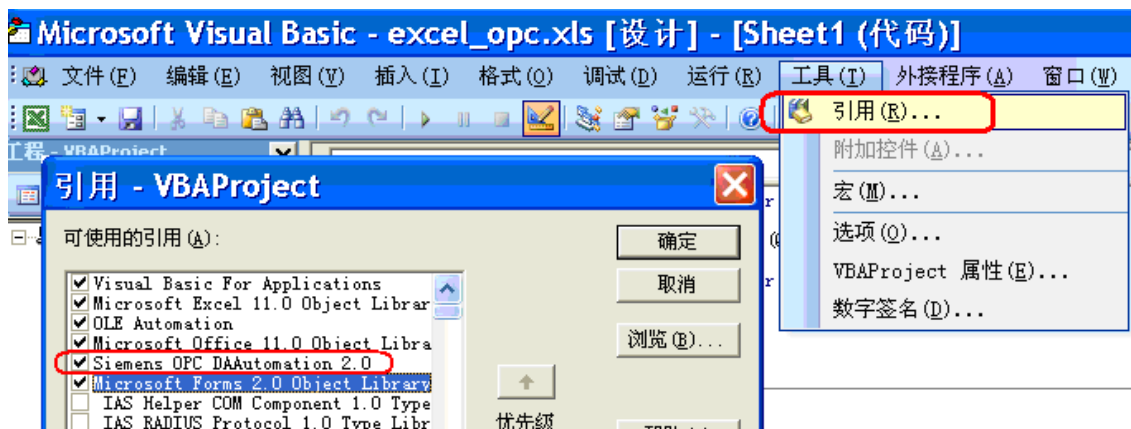 Microsoft Visual Basic - excel_opc.xls [设计] - [Sheet1 (代码)]
文件(F) 编辑(E) 视图(V) 插入(I) 格式(O) 调试(D) 运行(R) 工具(T) 外接程序(A) 窗口(W)
引用(R)...
附加控件(A)...
宏(M)...
选项(O)...
VBAProject 属性(E)...
数字签名(D)...
工程 - VBAProject
引用 - VBAProject
可使用的引用(A):
确定
取消
浏览(B)...
Visual Basic For Applications
Microsoft Excel 11.0 Object Librar
OLE Automation
Microsoft Office 11.0 Object Libra
Siemens OPC DAAutomation 2.0
Microsoft Forms 2.0 Object Library
IAS Helper COM Component 1.0 Type
IAS RADIUS Protocol 1.0 Type Libr
优先级